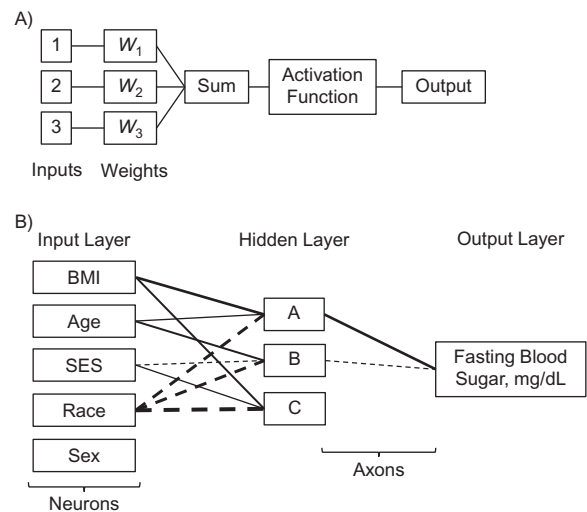 A)
1 W1
2 W2 Sum Activation Function Output
3 W3
Inputs Weights
B)
Input Layer Hidden Layer Output Layer
BMI
Age A
SES B Fasting Blood Sugar, mg/dL
Race C
Sex
Neurons Axons